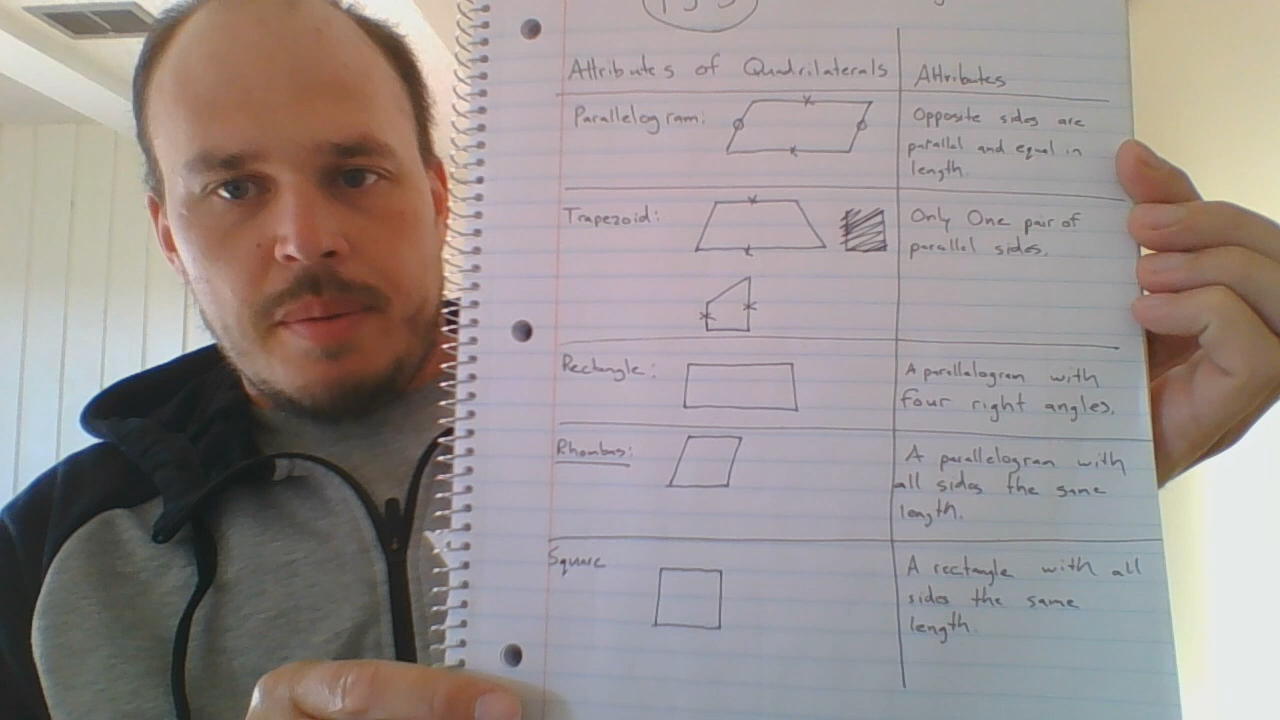 Attributes of Quadrilaterals
Attributes
Parallelogram:
Opposite sides are
parallel and equal in
length.
Trapezoid:
Only One pair of
parallel sides.
Rectangle:
A parallelogram with
four right angles.
Rhombus:
A parallelogram with
all sides the same
length.
Square
A rectangle with all
sides the same
length.